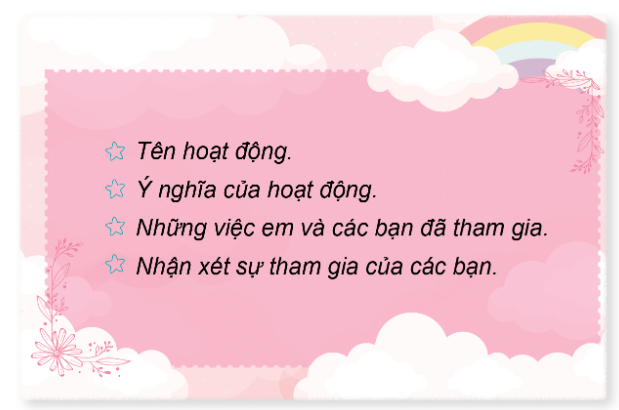 Tên hoạt động.
Ý nghĩa của hoạt động.
Những việc em và các bạn đã tham gia.
Nhận xét sự tham gia của các bạn.